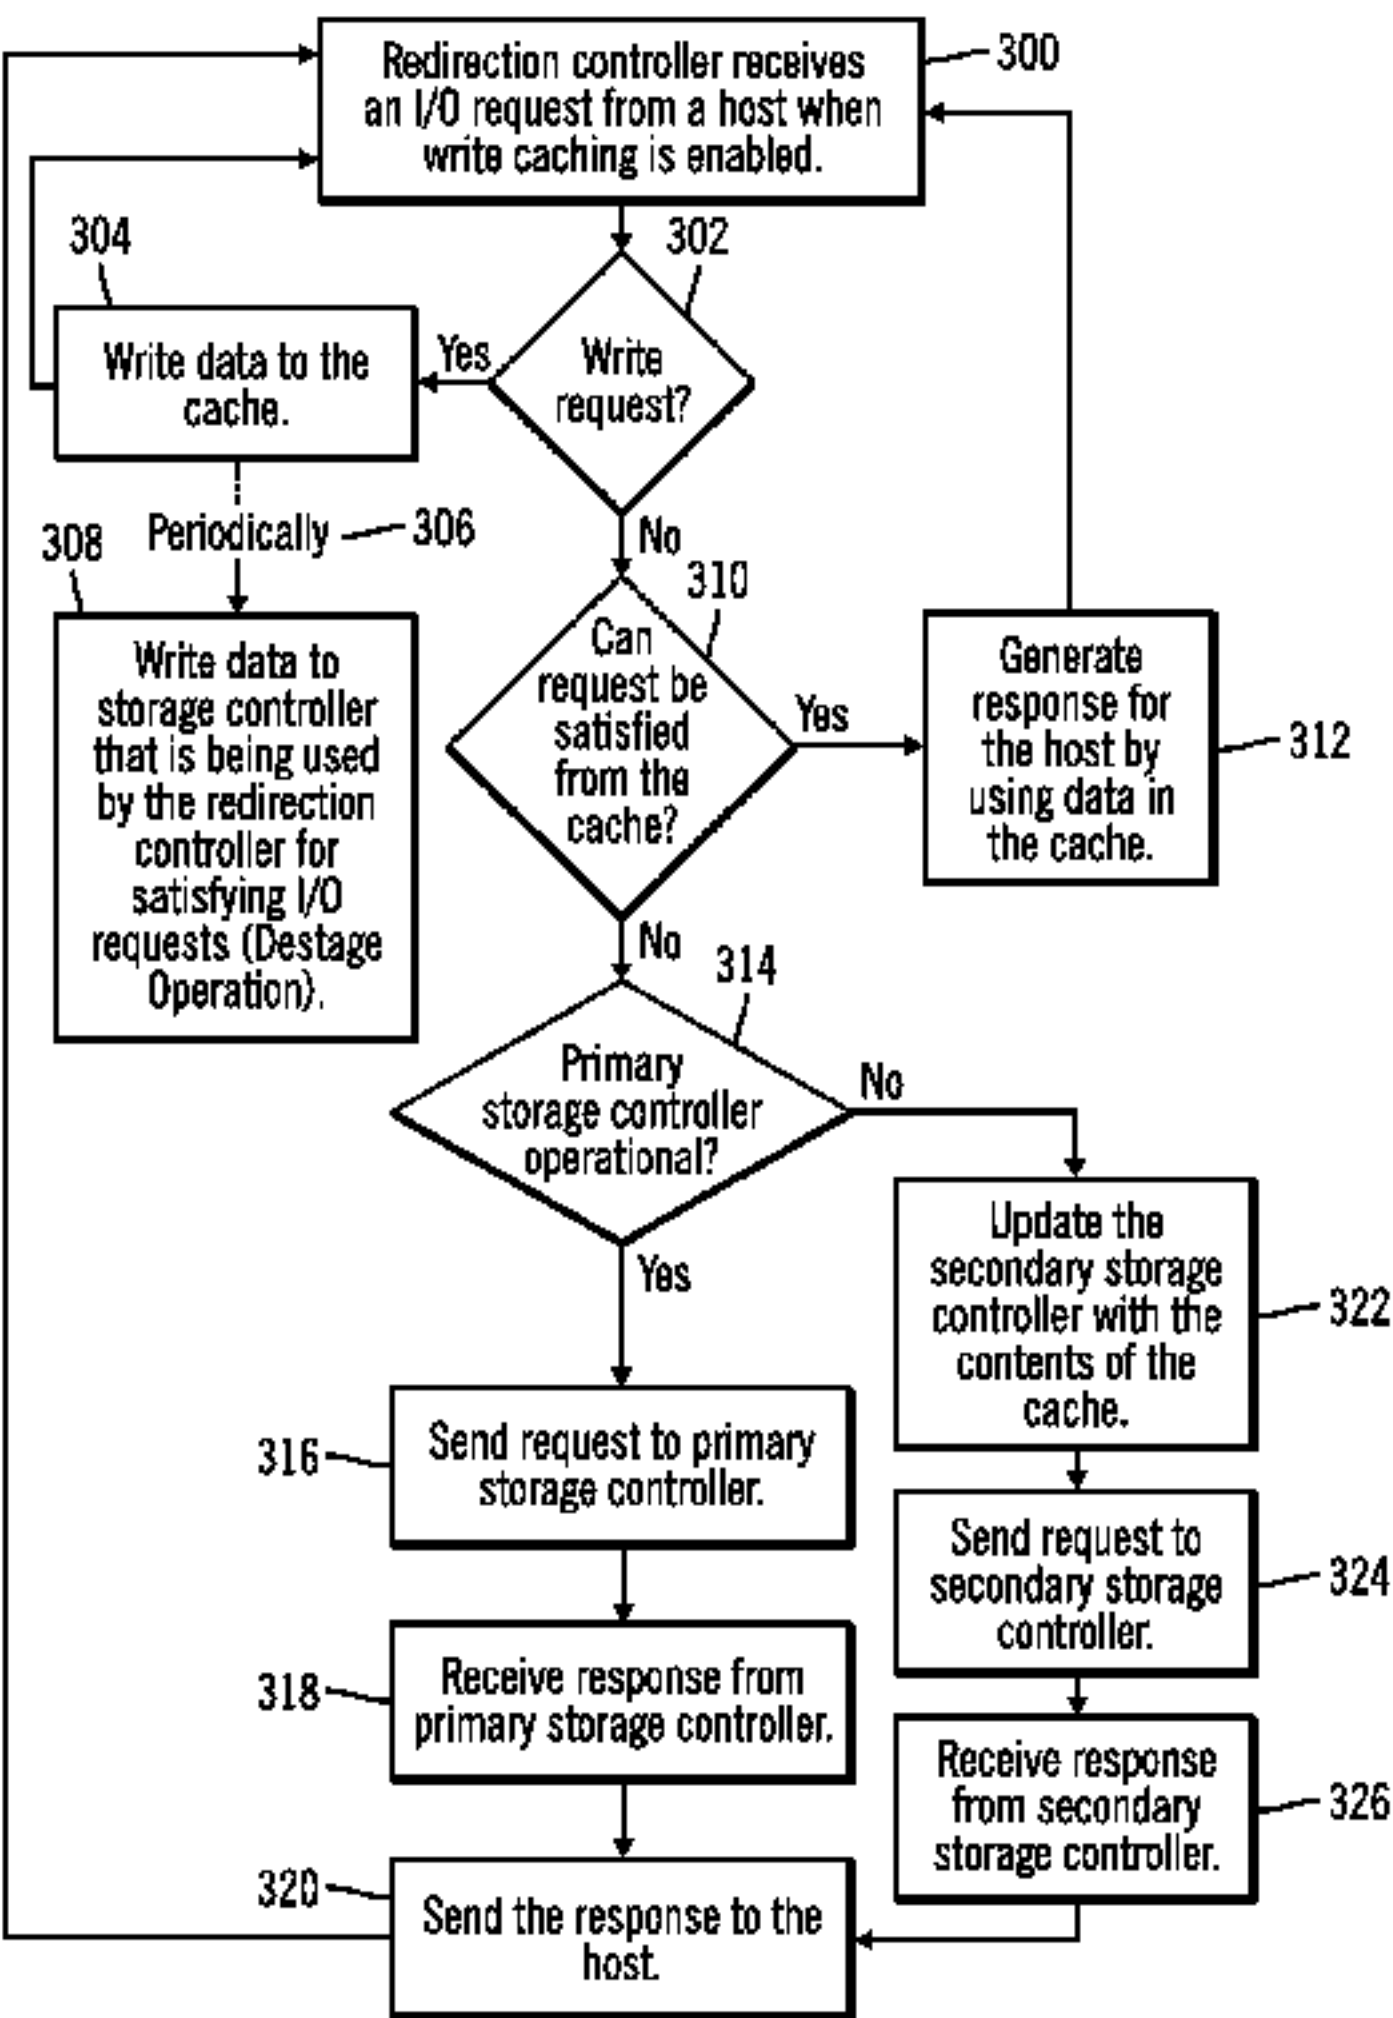 Redirection controller receives
an I/O request from a host when
write caching is enabled.
300
302
304
Write
request?
Yes
Write data to the
cache.
No
Periodically
306
308
310
Write data to
storage controller
that is being used
by the redirection
controller for
satisfying I/O
requests (Destage
Operation).
Can
request be
satisfied
from the
cache?
Yes
Generate
response for
the host by
using data in
the cache.
312
No
314
Primary
storage controller
operational?
No
Yes
Update the
secondary storage
controller with the
contents of the
cache.
322
316
Send request to primary
storage controller.
Send request to
secondary storage
controller.
324
318
Receive response from
primary storage controller.
Receive response
from secondary
storage controller.
326
320
Send the response to the
host.